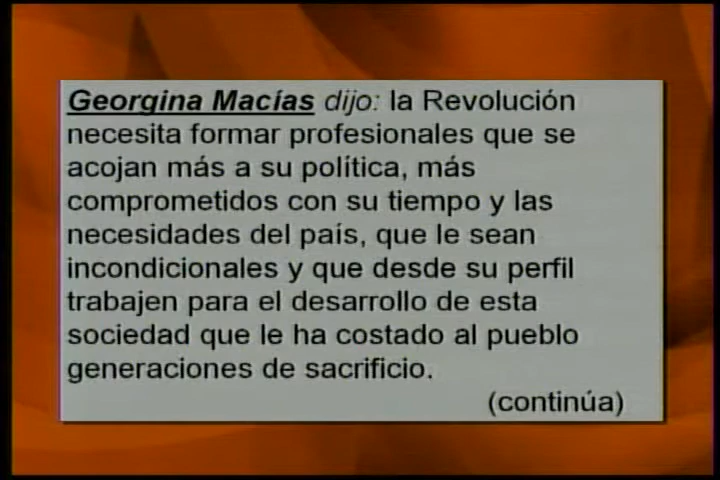 Georgina Macías dijo: la Revolución
necesita formar profesionales que se
acojan más a su política, más
comprometidos con su tiempo y las
necesidades del país, que le sean
incondicionales y que desde su perfil
trabajen para el desarrollo de esta
sociedad que le ha costado al pueblo
generaciones de sacrificio.
(continúa)